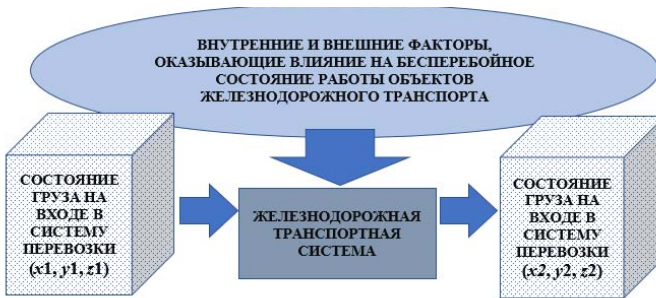 ВНУТРЕННИЕ И ВНЕШНИЕ ФАКТОРЫ,
ОКАЗЫВАЮЩИЕ ВЛИЯНИЕ НА БЕСПЕРЕБОЙНОЕ
СОСТОЯНИЕ РАБОТЫ ОБЪЕКТОВ
ЖЕЛЕЗНОДОРОЖНОГО ТРАНСПОРТА
СОСТОЯНИЕ
ГРУЗА НА
ВХОДЕ В
СИСТЕМУ
ПЕРЕВОЗКИ
(x1, y1, z1)
ЖЕЛЕЗНОДОРОЖНАЯ
ТРАНСПОРТНАЯ
СИСТЕМА
СОСТОЯНИЕ
ГРУЗА НА
ВХОДЕ В
СИСТЕМУ
ПЕРЕВОЗКИ
(x2, y2, z2)